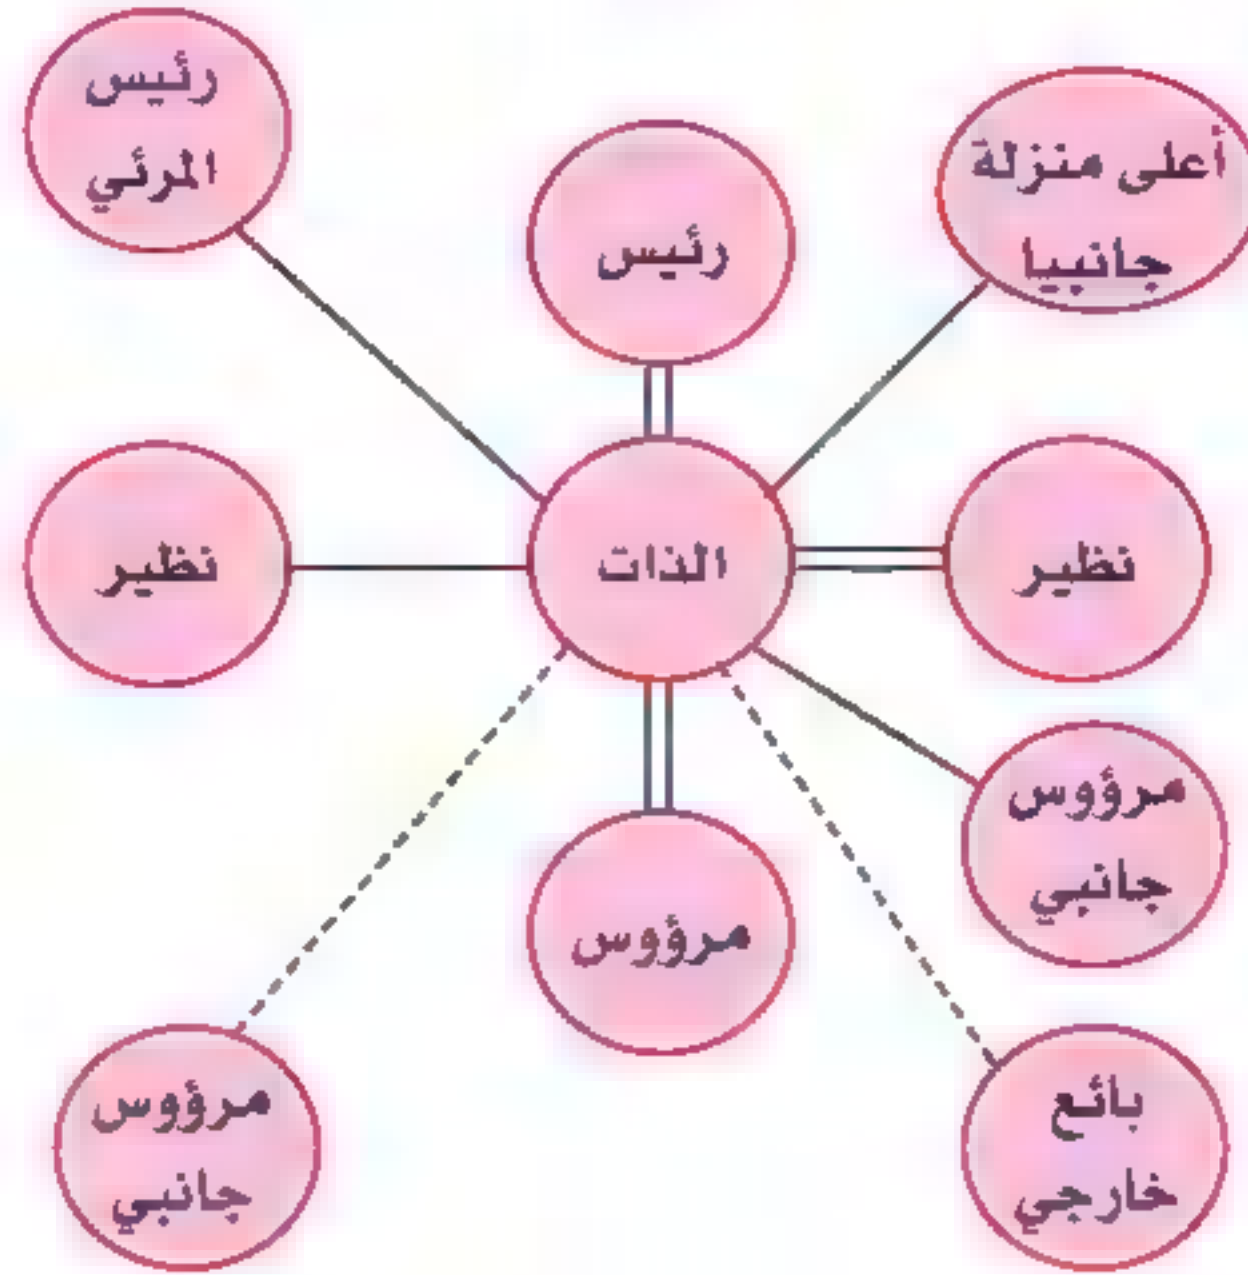 رئيس
المرئي
رئيس
أعلى منزلة
جانبيا
نظير
الذات
نظير
مرؤوس
جانبي
مرؤوس
مرؤوس
جانبي
بائع
خارجي